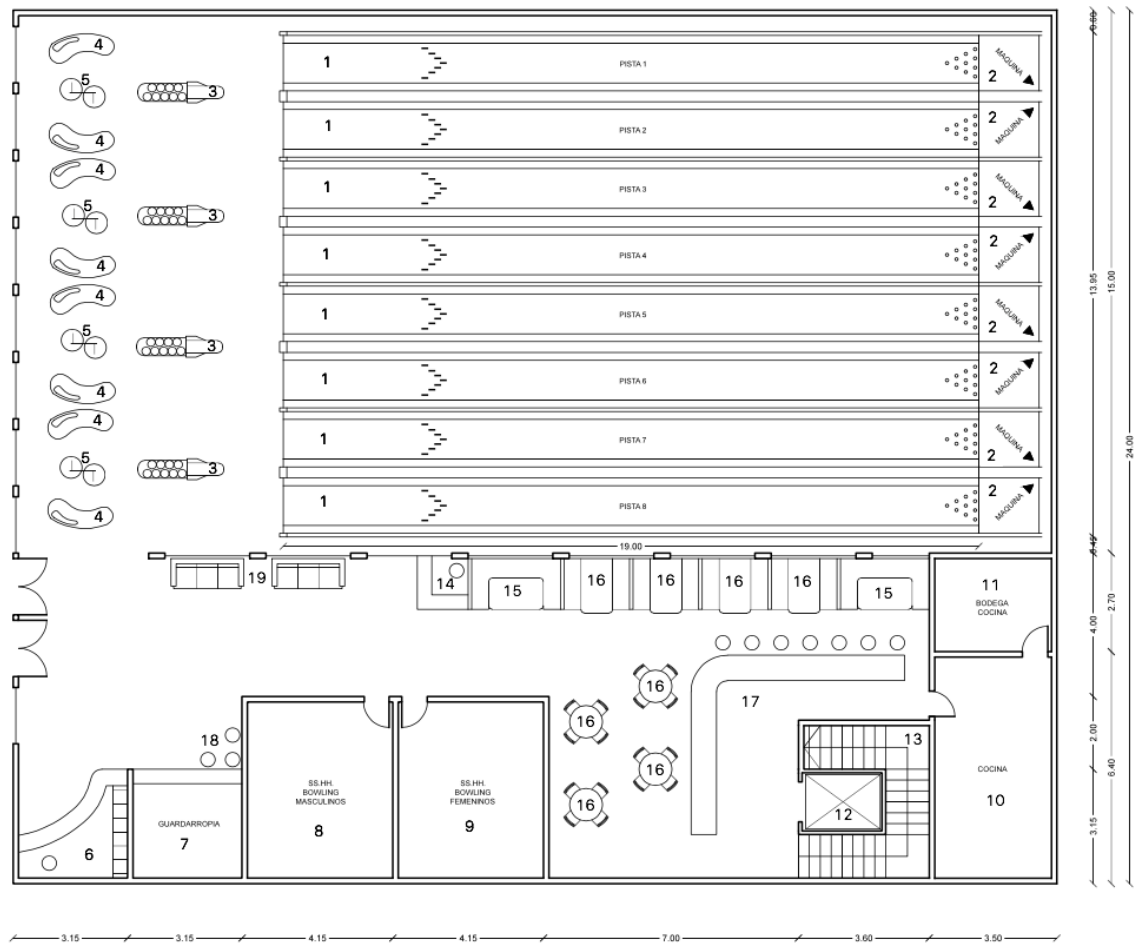 4
5
3
4
4
5
3
4
4
5
3
4
4
5
3
4
1
PISTA 1
2
MAQUINA
1
PISTA 2
2
MAQUINA
1
PISTA 3
2
MAQUINA
1
PISTA 4
2
MAQUINA
1
PISTA 5
2
MAQUINA
1
PISTA 6
2
MAQUINA
1
PISTA 7
2
MAQUINA
1
PISTA 8
2
MAQUINA
19.00
19
14
15
16
16
16
16
15
11
BODEGA
COCINA
16
16
16
16
17
13
12
COCINA
10
18
6
GUARDARROPIA
7
SS.HH.
BOWLING
MASCULINOS
8
SS.HH.
BOWLING
FEMENINOS
9
0.60
13.95
0.45
4.00
2.00
3.15
15.00
2.70
6.40
24.00
3.15
3.15
4.15
4.15
7.00
3.60
3.50